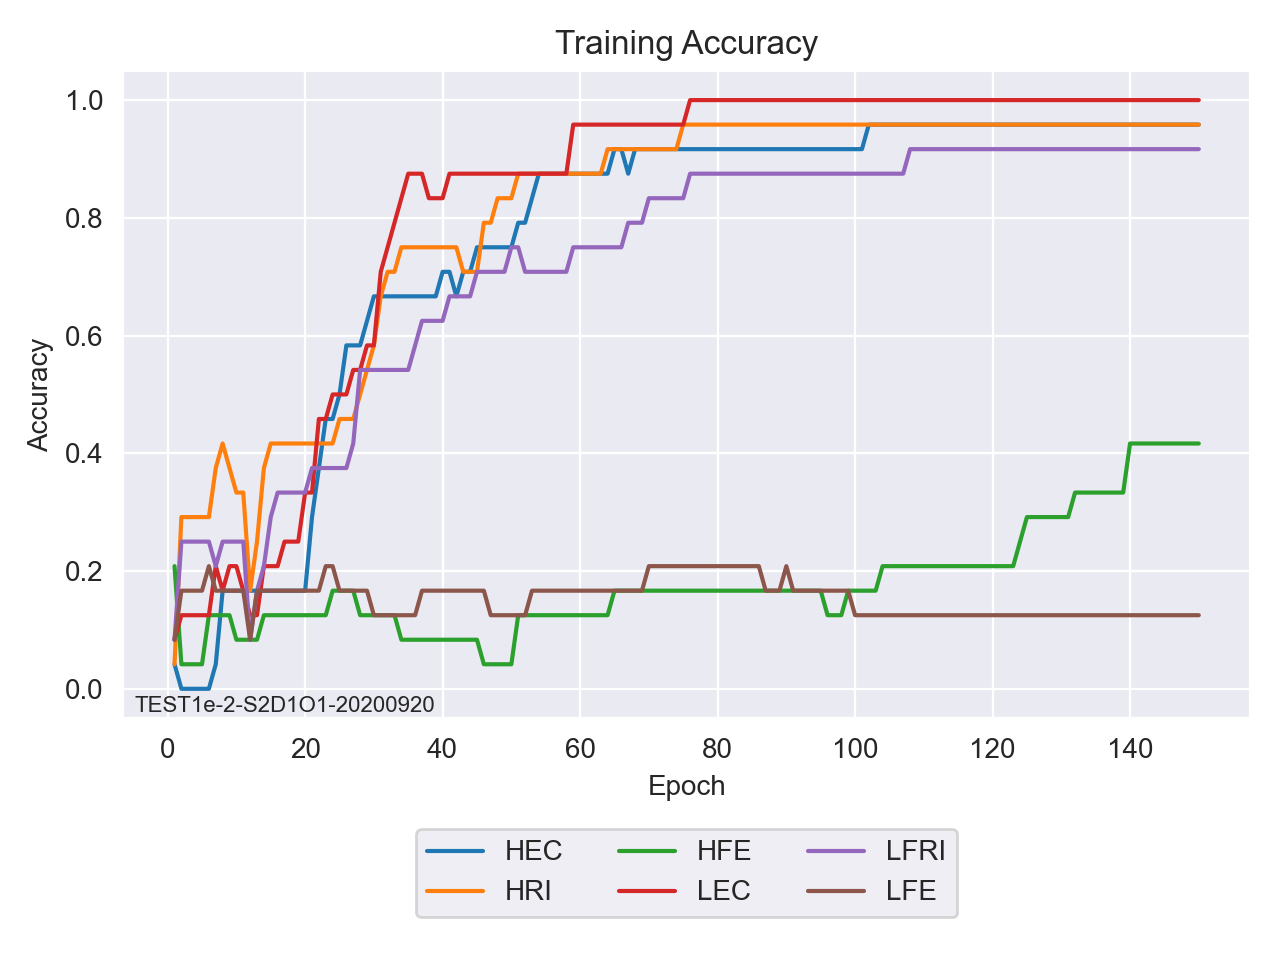 Training Accuracy
Accuracy
1.0
0.8
0.6
0.4
0.2
0.0
TEST1e-2-S2D1O1-20200920
0 20 40 60 80 100 120 140
Epoch
HEC HFE LFRI
HRI LEC LFE